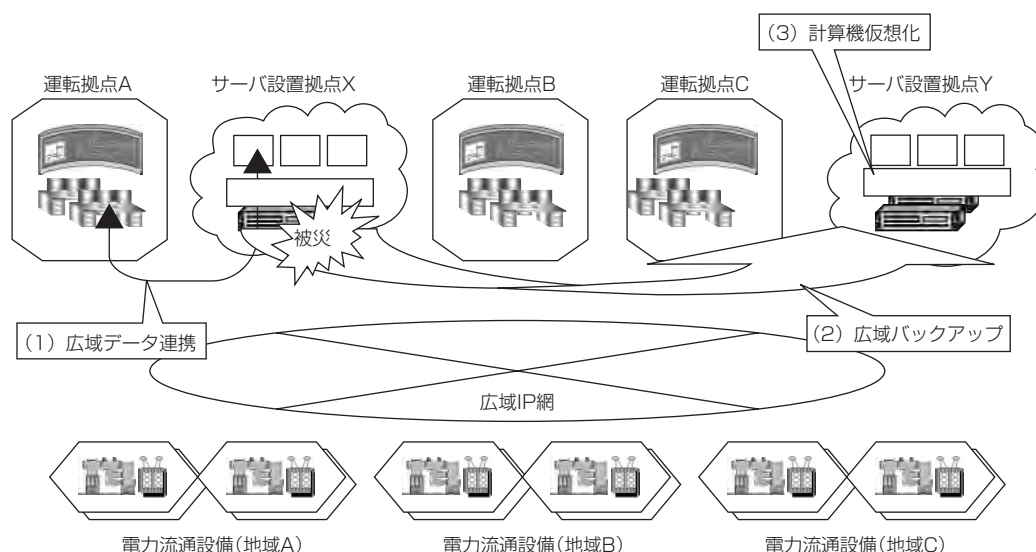 (3) 計算機仮想化
運転拠点A
サーバ設置拠点X
運転拠点B
運転拠点C
サーバ設置拠点Y
被災
(1) 広域データ連携
(2) 広域バックアップ
広域IP網
電力流通設備(地域A)
電力流通設備(地域B)
電力流通設備(地域C)